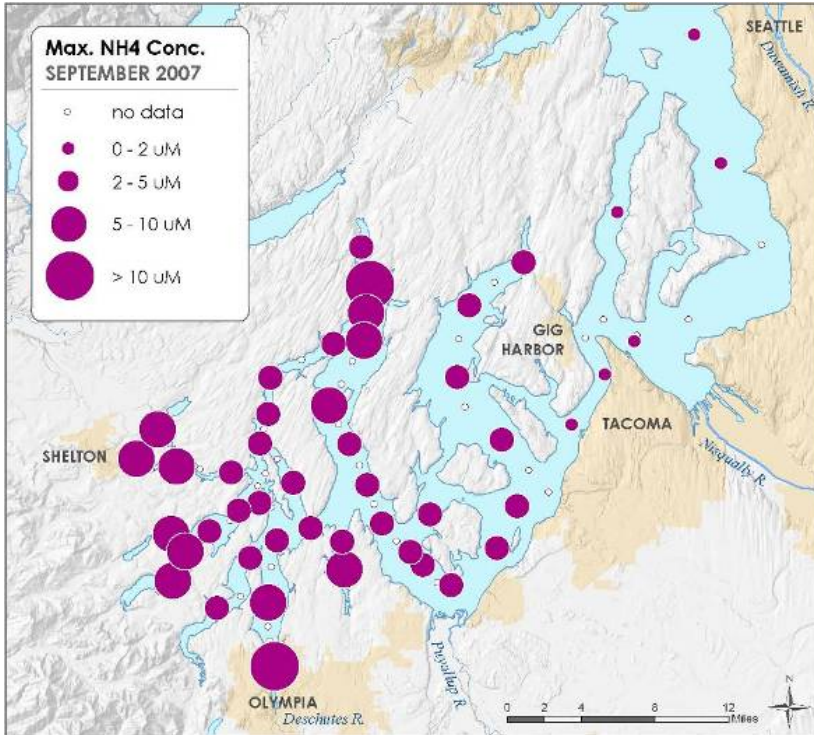 Max. NH4 Conc.
SEPTEMBER 2007
no data
0 - 2 uM
2 - 5 uM
5 - 10 uM
> 10 uM
SEATTLE
Duwamish R.
GIG
HARBOR
TACOMA
Nisqually R.
SHELTON
Puyallup R.
OLYMPIA
Deschutes R.
N
0 2 4 8 12
Miles